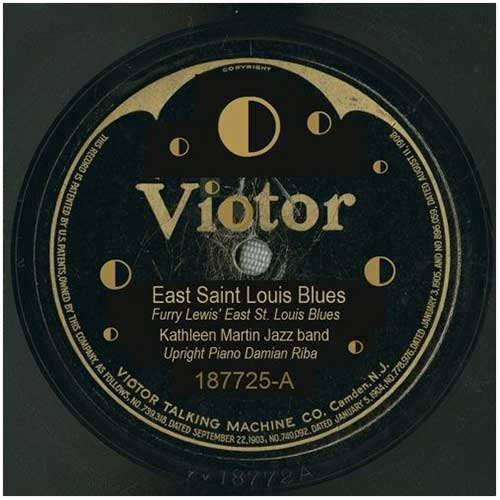 COPYRIGHT
Victor
East Saint Louis Blues
Furry Lewis' East St. Louis Blues
Kathleen Martin Jazz band
Upright Piano Damian Riba
187725-A
THIS RECORD IS PATENTED BY U.S. PATENTS, OWNED BY THIS COMPANY,
AS FOLLOWS, NO. 739,318, DATED SEPTEMBER 22, 1903, NO. 740,092, DATED JANUARY 5, 1904, NO. 778,976, DATED JANUARY 3, 1905, AND NO. 896,059, DATED AUGUST 11, 1908
VICTOR TALKING MACHINE CO. Camden, N.J.
18772A